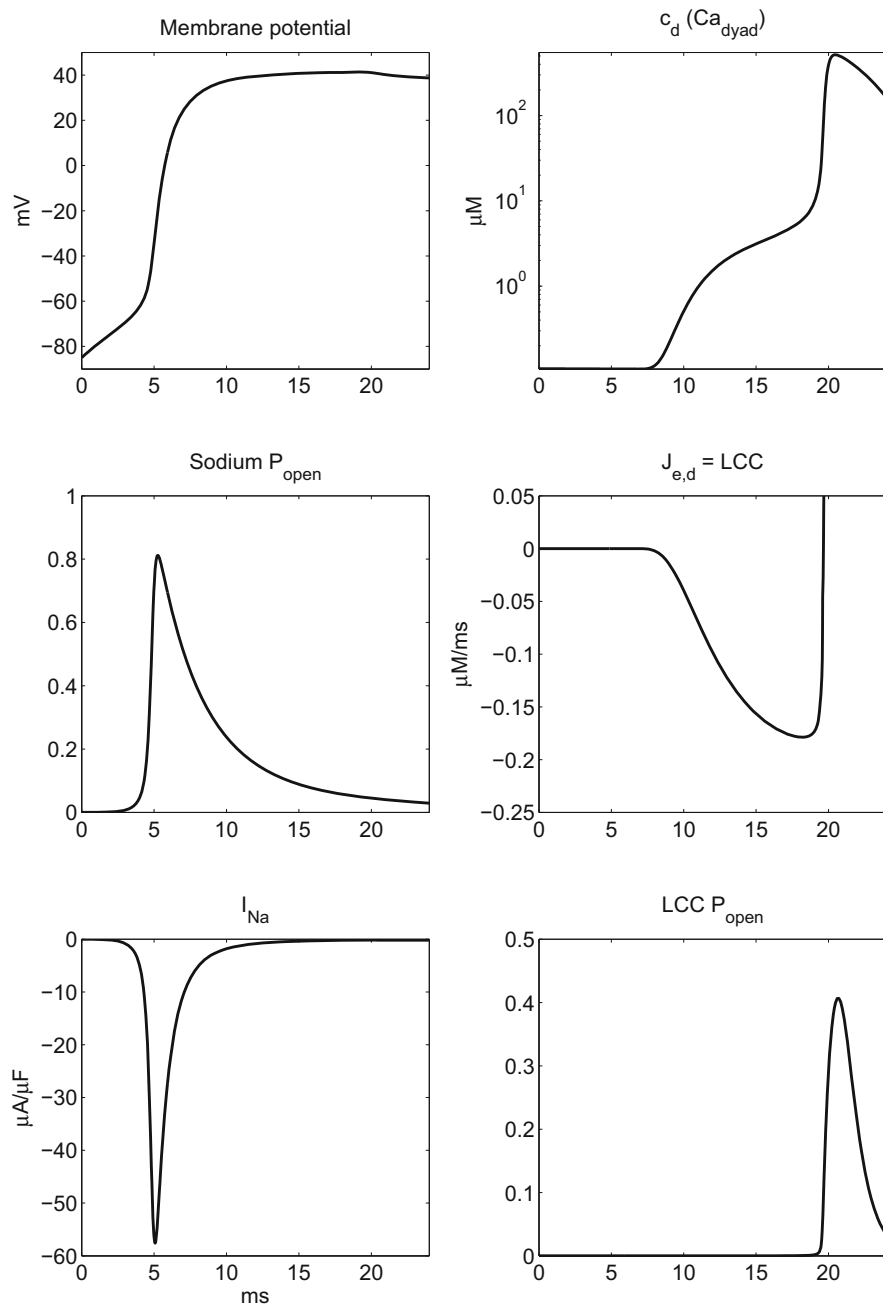 Membrane potential
mV
40
20
0
−20
−40
−60
−80
0 5 10 15 20
c_d (Ca_dyad)
μM
10^2
10^1
10^0
0 5 10 15 20
Sodium P_open
1
0.8
0.6
0.4
0.2
0
0 5 10 15 20
J_e,d = LCC
μM/ms
0.05
0
−0.05
−0.1
−0.15
−0.2
−0.25
0 5 10 15 20
I_Na
μA/μF
0
−10
−20
−30
−40
−50
−60
0 5 10 15 20
ms
LCC P_open
0.5
0.4
0.3
0.2
0.1
0
0 5 10 15 20